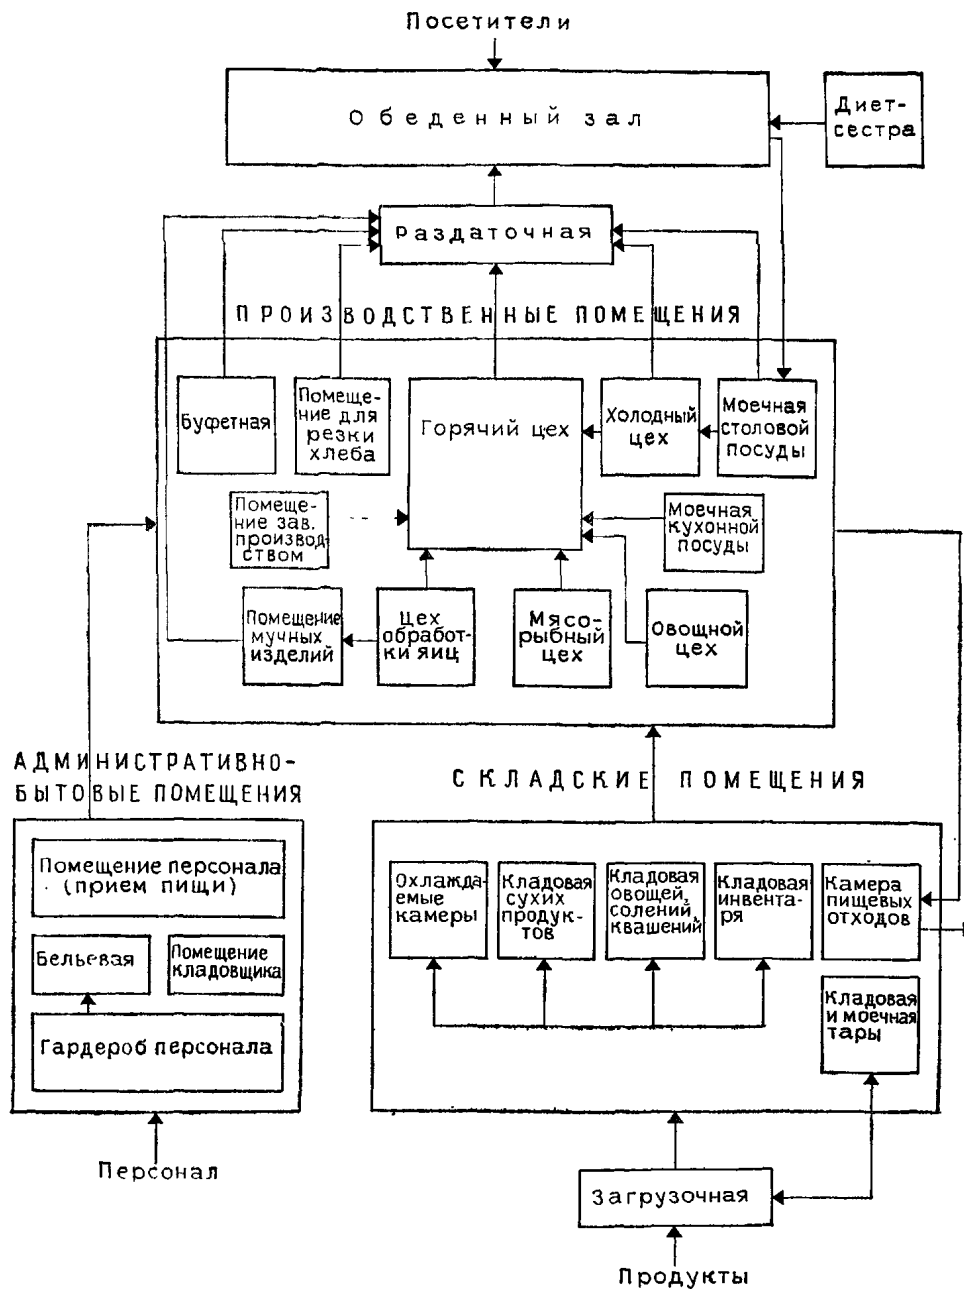 Посетители
Обеденный зал
Диет-
сестра
Раздаточная
ПРОИЗВОДСТВЕННЫЕ ПОМЕЩЕНИЯ
Буфетная
Помеще-
ние для
резки
хлеба
Горячий цех
Холодный
цех
Моечная
столовой
посуды
Помеще-
ние зав.
производ-
ством
Моечная
кухонной
посуды
Помещение
мучных
изделий
Цех
обработ-
ки яиц
Мясо-
рыбный
цех
Овощной
цех
АДМИНИСТРАТИВНО-
БЫТОВЫЕ ПОМЕЩЕНИЯ
СКЛАДСКИЕ ПОМЕЩЕНИЯ
Помещение персонала
(прием пищи)
Бельевая
Помещение
кладовщика
Гардероб персонала
Персонал
Охлажда-
емые
камеры
Кладовая
сухих
продук-
тов
Кладовая
овощей,
солений,
квашений
Кладовая
инвента-
ря
Камера
пищевых
отходов
Кладовая
и моечная
тары
Загрузочная
Продукты